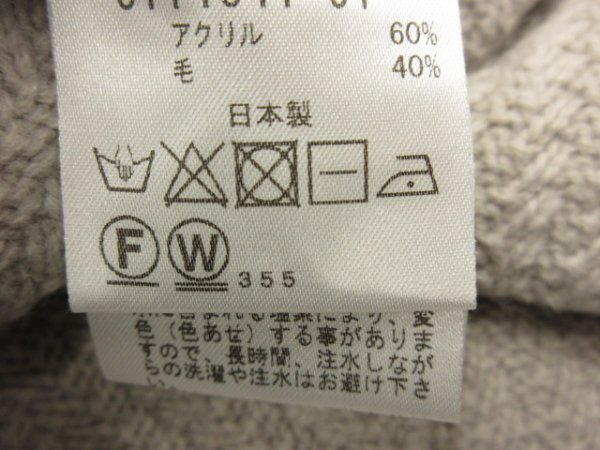 アクリル 60%
毛 40%
日本製
F W 355
色(色あせ)する事がありま
すので、長時間、注水しなが
らの洗濯や注水はお避け下さ
い